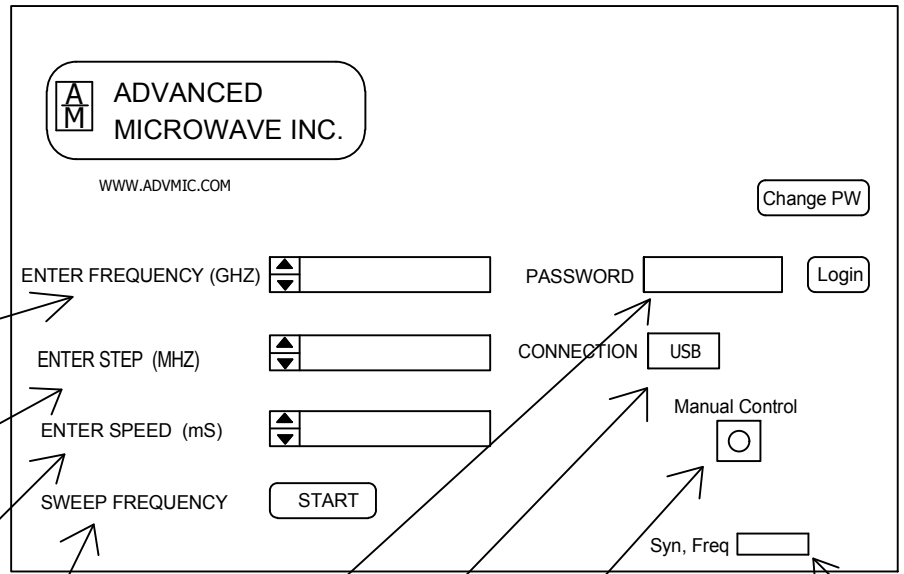 A
M
ADVANCED
MICROWAVE INC.
WWW.ADVMIC.COM
Change PW
ENTER FREQUENCY (GHZ)
PASSWORD
Login
ENTER STEP (MHZ)
CONNECTION
USB
Manual Control
ENTER SPEED (mS)
SWEEP FREQUENCY
START
Syn, Freq